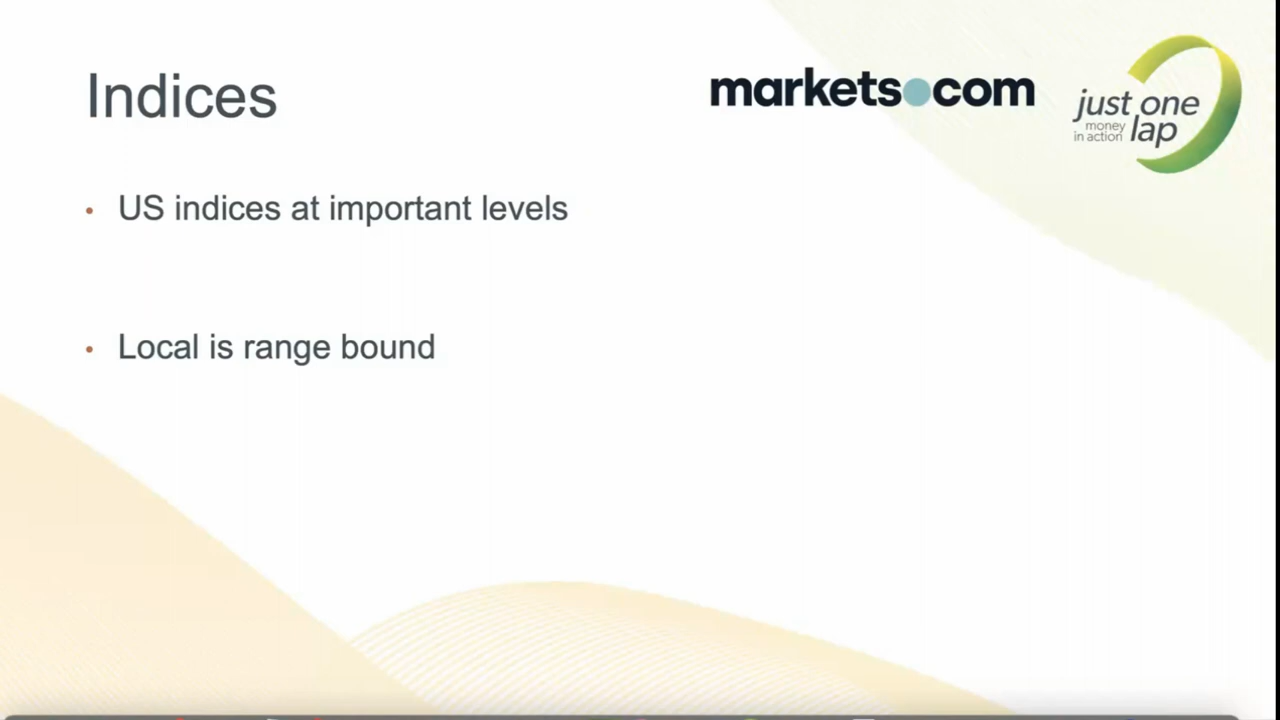 Indices
markets.com
just one
money
in action lap
• US indices at important levels
• Local is range bound